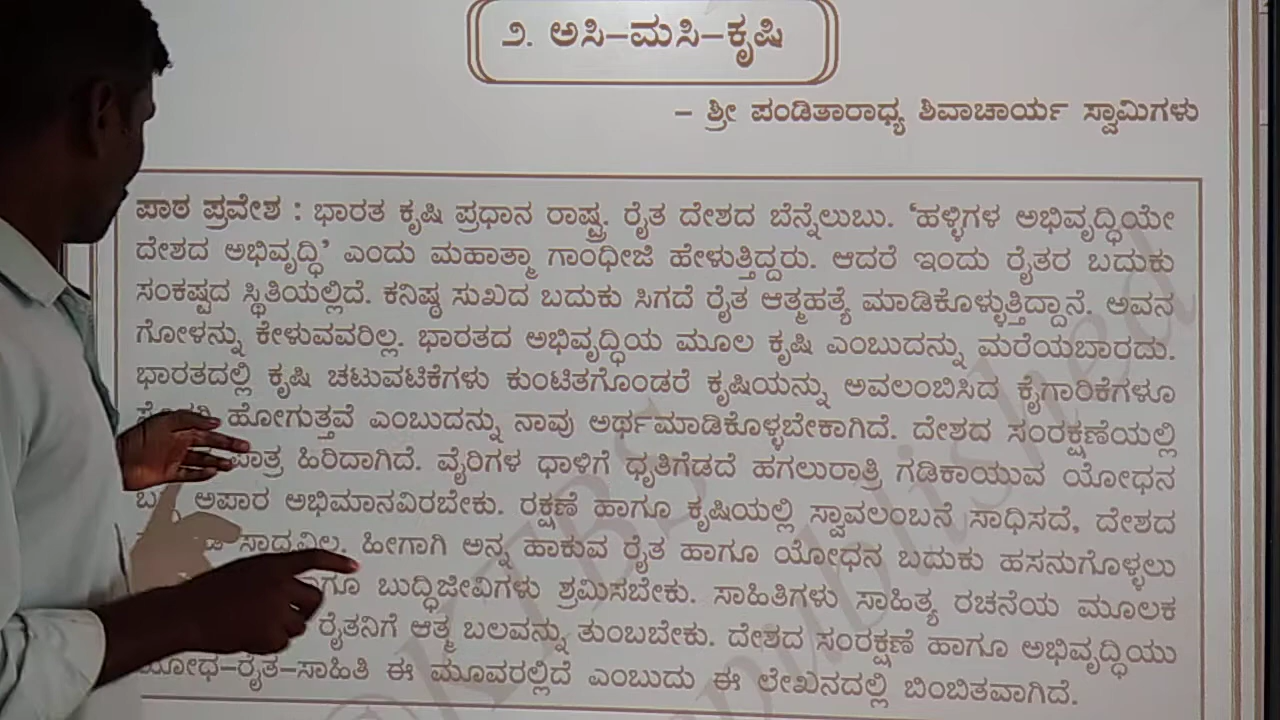 ೨. ಅಸಿ–ಮಸಿ–ಕೃಷಿ
– ಶ್ರೀ ಪಂಡಿತಾರಾಧ್ಯ ಶಿವಾಚಾರ್ಯ ಸ್ವಾಮಿಗಳು
ಪಾಠ ಪ್ರವೇಶ : ಭಾರತ ಕೃಷಿ ಪ್ರಧಾನ ರಾಷ್ಟ್ರ. ರೈತ ದೇಶದ ಬೆನ್ನೆಲುಬು. ‘ಹಳ್ಳಿಗಳ ಅಭಿವೃದ್ಧಿಯೇ
ದೇಶದ ಅಭಿವೃದ್ಧಿ’ ಎಂದು ಮಹಾತ್ಮಾ ಗಾಂಧೀಜಿ ಹೇಳುತ್ತಿದ್ದರು. ಆದರೆ ಇಂದು ರೈತರ ಬದುಕು
ಸಂಕಷ್ಟದ ಸ್ಥಿತಿಯಲ್ಲಿದೆ. ಕನಿಷ್ಠ ಸುಖದ ಬದುಕು ಸಿಗದೆ ರೈತ ಆತ್ಮಹತ್ಯೆ ಮಾಡಿಕೊಳ್ಳುತ್ತಿದ್ದಾನೆ. ಅವನ
ಗೋಳನ್ನು ಕೇಳುವವರಿಲ್ಲ. ಭಾರತದ ಅಭಿವೃದ್ಧಿಯ ಮೂಲ ಕೃಷಿ ಎಂಬುದನ್ನು ಮರೆಯಬಾರದು.
ಭಾರತದಲ್ಲಿ ಕೃಷಿ ಚಟುವಟಿಕೆಗಳು ಕುಂಟಿತಗೊಂಡರೆ ಕೃಷಿಯನ್ನು ಅವಲಂಬಿಸಿದ ಕೈಗಾರಿಕೆಗಳೂ
ಹೋಗುತ್ತವೆ ಎಂಬುದನ್ನು ನಾವು ಅರ್ಥಮಾಡಿಕೊಳ್ಳಬೇಕಾಗಿದೆ. ದೇಶದ ಸಂರಕ್ಷಣೆಯಲ್ಲಿ
ಪಾತ್ರ ಹಿರಿದಾಗಿದೆ. ವೈರಿಗಳ ಧಾಳಿಗೆ ಧೃತಿಗೆಡದೆ ಹಗಲುರಾತ್ರಿ ಗಡಿಕಾಯುವ ಯೋಧನ
ಅಪಾರ ಅಭಿಮಾನವಿರಬೇಕು. ರಕ್ಷಣೆ ಹಾಗೂ ಕೃಷಿಯಲ್ಲಿ ಸ್ವಾವಲಂಬನೆ ಸಾಧಿಸದೆ, ದೇಶದ
ಸಾಧ್ಯವಿಲ್ಲ. ಹೀಗಾಗಿ ಅನ್ನ ಹಾಕುವ ರೈತ ಹಾಗೂ ಯೋಧನ ಬದುಕು ಹಸನುಗೊಳ್ಳಲು
ಬುದ್ಧಿಜೀವಿಗಳು ಶ್ರಮಿಸಬೇಕು. ಸಾಹಿತಿಗಳು ಸಾಹಿತ್ಯ ರಚನೆಯ ಮೂಲಕ
ರೈತನಿಗೆ ಆತ್ಮ ಬಲವನ್ನು ತುಂಬಬೇಕು. ದೇಶದ ಸಂರಕ್ಷಣೆ ಹಾಗೂ ಅಭಿವೃದ್ಧಿಯು
ಯೋಧ–ರೈತ–ಸಾಹಿತಿ ಈ ಮೂವರಲ್ಲಿದೆ ಎಂಬುದು ಈ ಲೇಖನದಲ್ಲಿ ಬಿಂಬಿತವಾಗಿದೆ.